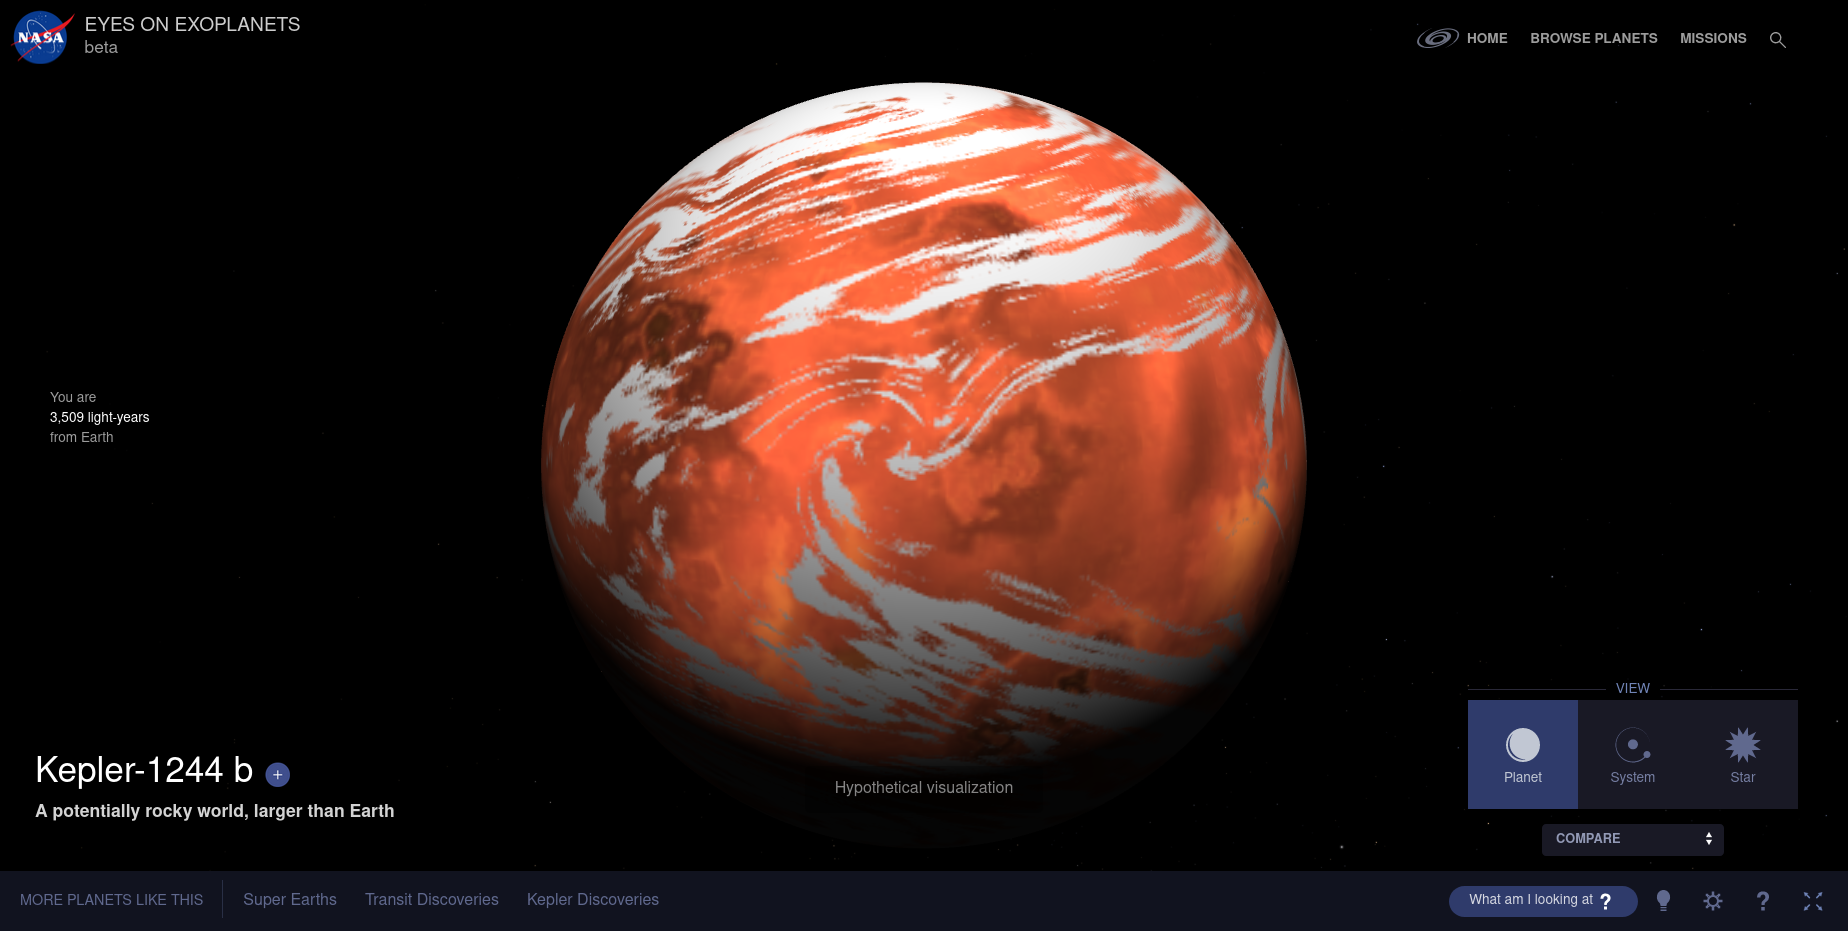 NASA
EYES ON EXOPLANETS
beta
HOME
BROWSE PLANETS
MISSIONS
You are
3,509 light-years
from Earth
Kepler-1244 b +
A potentially rocky world, larger than Earth
Hypothetical visualization
VIEW
Planet
System
Star
COMPARE
MORE PLANETS LIKE THIS
Super Earths
Transit Discoveries
Kepler Discoveries
What am I looking at ?
?